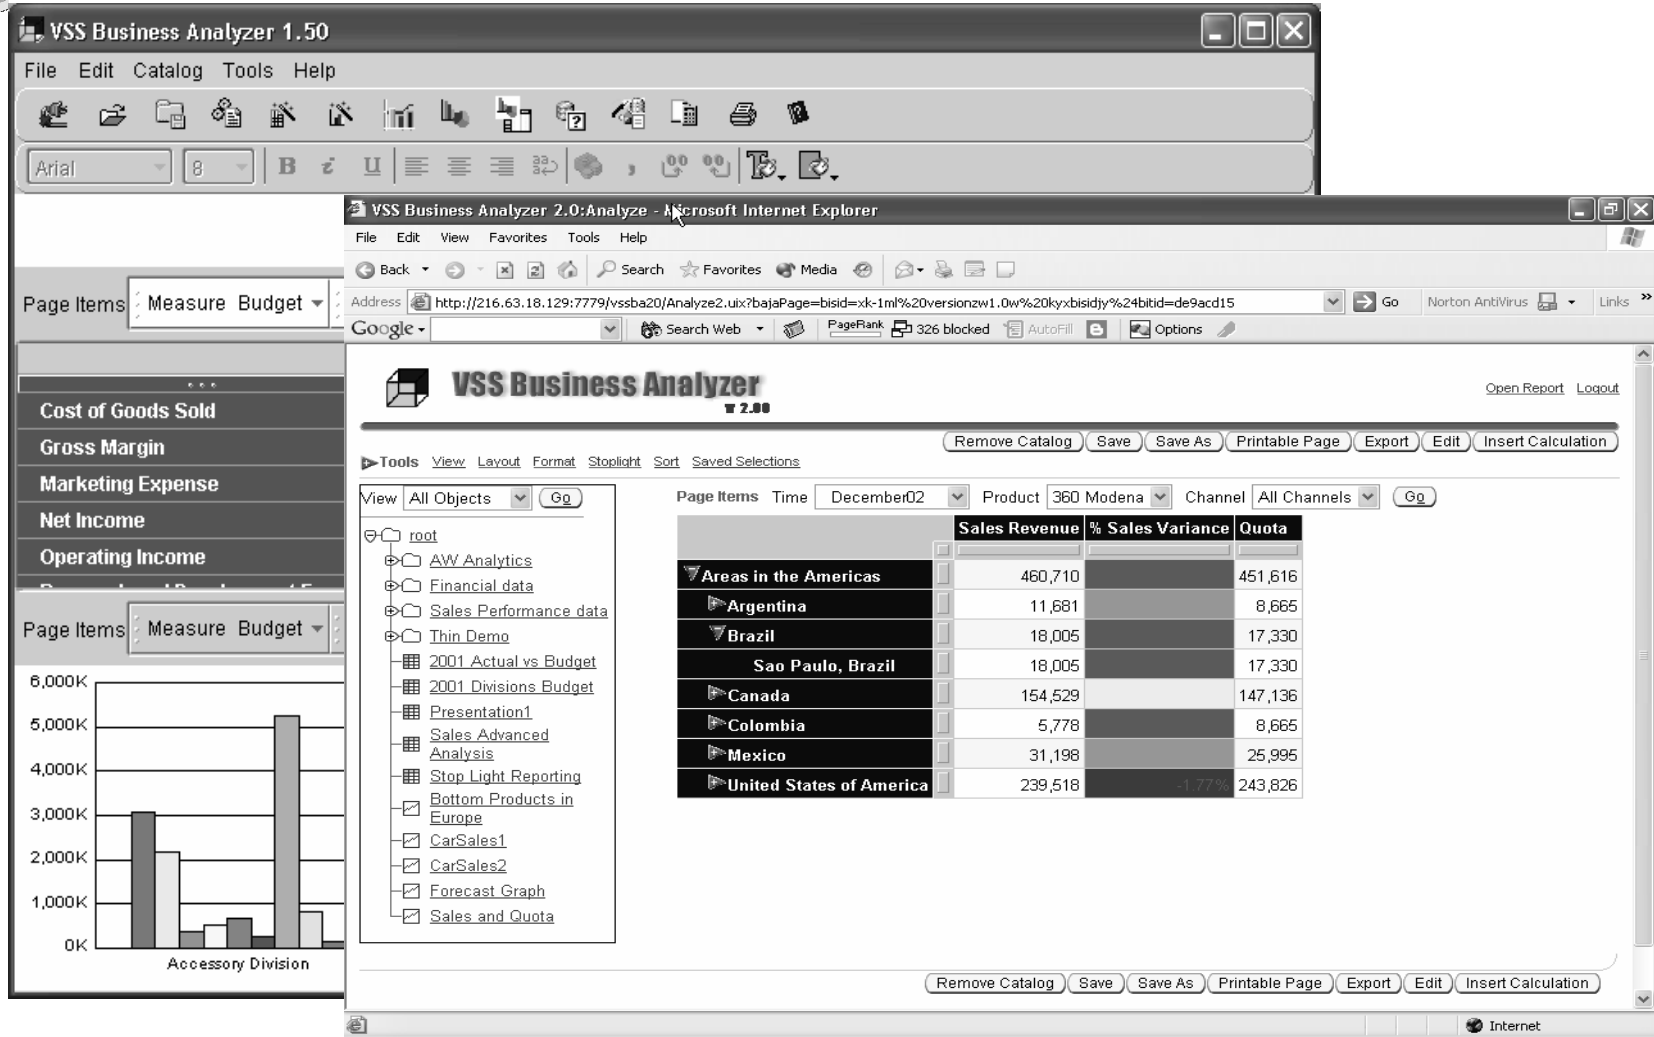 VSS Business Analyzer 1.50
File Edit Catalog Tools Help
Arial 8 B i U
Page Items Measure Budget
Cost of Goods Sold
Gross Margin
Marketing Expense
Net Income
Operating Income
Page Items Measure Budget
6,000K
5,000K
4,000K
3,000K
2,000K
1,000K
0K
Accessory Division
VSS Business Analyzer 2.0:Analyze - Microsoft Internet Explorer
File Edit View Favorites Tools Help
Back Search Favorites Media
Address http://216.63.18.129:7779/vssba20/Analyze2.uix?bajaPage=bisid=xk-1ml%20versionzw1.0w%20kyxbisidjy%24bitid=de9acd15 Go Norton AntiVirus Links »
Google Search Web PageRank 326 blocked AutoFill Options
VSS Business Analyzer
v 2.00
Open Report Logout
Remove Catalog Save Save As Printable Page Export Edit Insert Calculation
Tools View Layout Format Stoplight Sort Saved Selections
View All Objects Go
root
AW Analytics
Financial data
Sales Performance data
Thin Demo
2001 Actual vs Budget
2001 Divisions Budget
Presentation1
Sales Advanced
Analysis
Stop Light Reporting
Bottom Products in
Europe
CarSales1
CarSales2
Forecast Graph
Sales and Quota
Page Items Time December02 Product 360 Modena Channel All Channels Go
Sales Revenue % Sales Variance Quota
Areas in the Americas 460,710 451,616
Argentina 11,681 8,665
Brazil 18,005 17,330
Sao Paulo, Brazil 18,005 17,330
Canada 154,529 147,136
Colombia 5,778 8,665
Mexico 31,198 25,995
United States of America 239,518 -1.77% 243,826
Remove Catalog Save Save As Printable Page Export Edit Insert Calculation
Internet